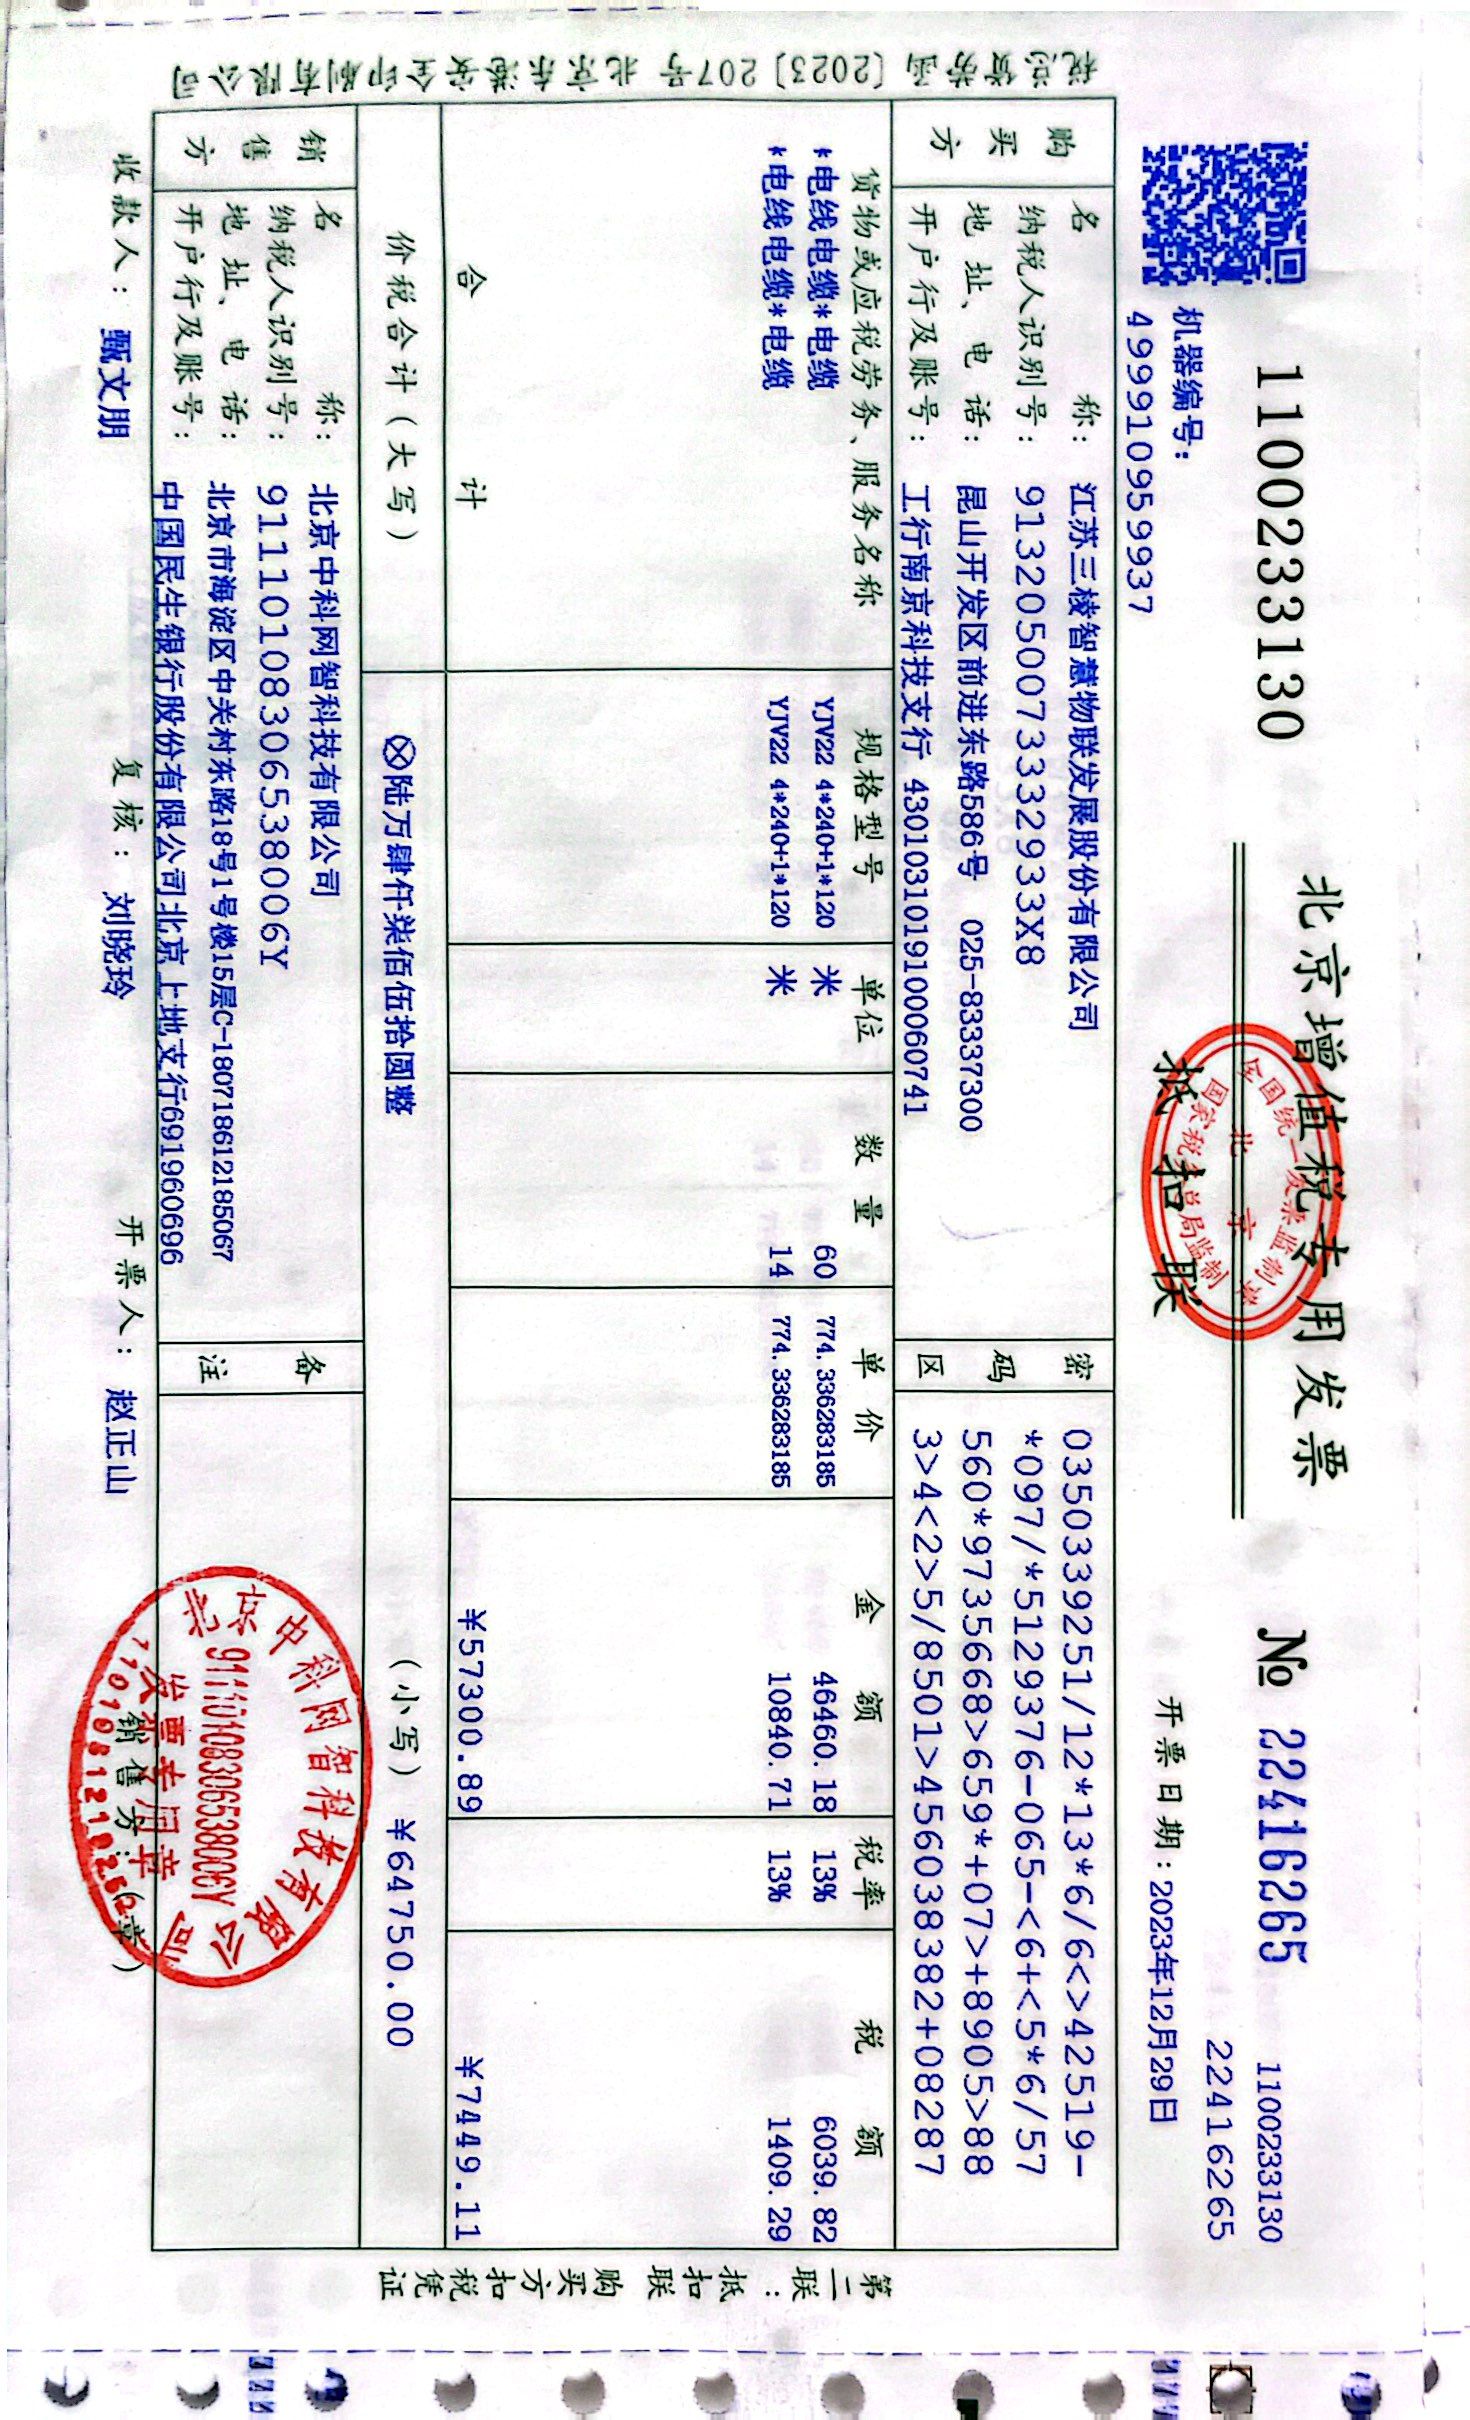 1100233130
北京增值税专用发票
№ 22416265
1100233130
22416265
抵扣联
全国统一发票监制章
北京
国家税务总局监制
机器编号:
499910959937
开票日期:2023年12月29日
购买方
名称:江苏三棱智慧物联发展股份有限公司
纳税人识别号:9132050073332933X8
地址、电话:昆山开发区前进东路586号 025-83337300
开户行及账号:工行南京科技支行 4301031019100060741
密码区
03503339251/12*13*6/6<>42519-
*097/*5129376-065-<6+<5*6/57
560*9735668>659*+07>+8905>88
3>4<2>5/8501>456038382+08287
货物或应税劳务、服务名称 规格型号 单位 数量 单价 金额 税率 税额
*电线电缆*电缆 YJV22 4*240+1*120 米 60 774.336283185 46460.18 13% 6039.82
*电线电缆*电缆 YJV22 4*240+1*120 米 14 774.336283185 10840.71 13% 1409.29
合计 ¥57300.89 ¥7449.11
价税合计(大写) ⊗陆万肆仟柒佰伍拾圆整 (小写) ¥64750.00
销售方
名称:北京中科网智科技有限公司
纳税人识别号:91110108306538006Y
地址、电话:北京市海淀区中关村东路18号1号楼15层C-180718612185067
开户行及账号:中国民生银行股份有限公司北京上地支行691960696
备注
北京中科网智科技有限公司
91110108306538006Y
发票专用章
收款人:甄文朋 复核:刘晓玲 开票人:赵正山 销售方:(章)
税总货劳函〔2023〕207号 北京东港安全印刷有限公司
第二联:抵扣联 购买方扣税凭证